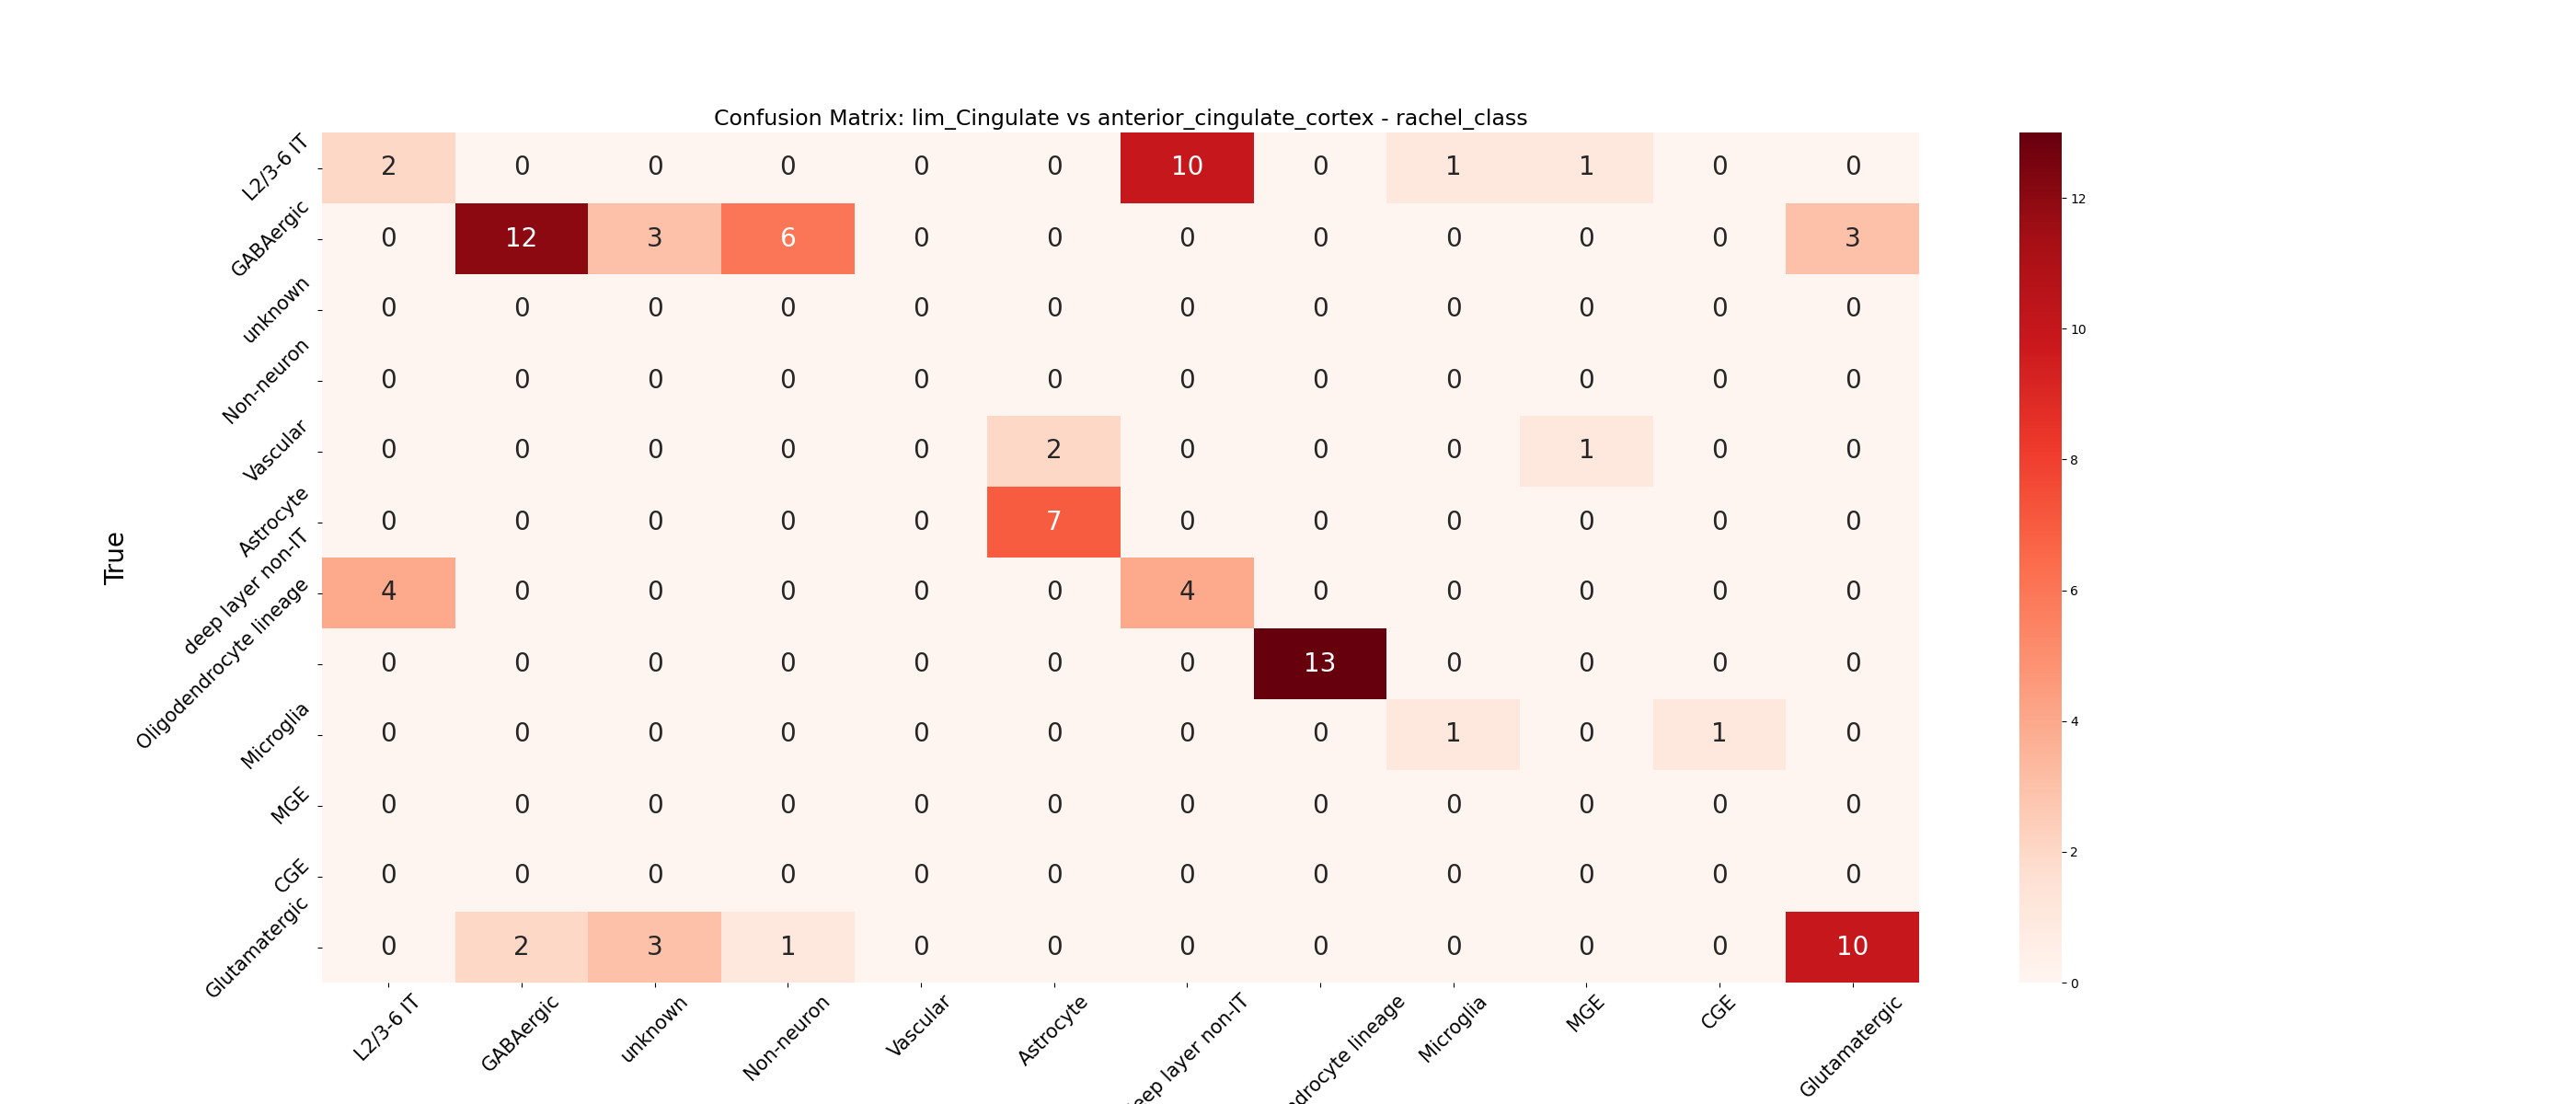 Confusion Matrix: lim_Cingulate vs anterior_cingulate_cortex - rachel_class
True
L2/3-6 IT 2 0 0 0 0 0 10 0 1 1 0 0
GABAergic 0 12 3 6 0 0 0 0 0 0 0 3
unknown 0 0 0 0 0 0 0 0 0 0 0 0
Non-neuron 0 0 0 0 0 0 0 0 0 0 0 0
Vascular 0 0 0 0 0 2 0 0 0 1 0 0
Astrocyte 0 0 0 0 0 7 0 0 0 0 0 0
deep layer non-IT 4 0 0 0 0 0 4 0 0 0 0 0
Oligodendrocyte lineage 0 0 0 0 0 0 0 13 0 0 0 0
Microglia 0 0 0 0 0 0 0 0 1 0 1 0
MGE 0 0 0 0 0 0 0 0 0 0 0 0
CGE 0 0 0 0 0 0 0 0 0 0 0 0
Glutamatergic 0 2 3 1 0 0 0 0 0 0 0 10
L2/3-6 IT
GABAergic
unknown
Non-neuron
Vascular
Astrocyte
layer non-IT
lineage
Microglia
MGE
CGE
Glutamatergic
12
10
8
6
4
2
0